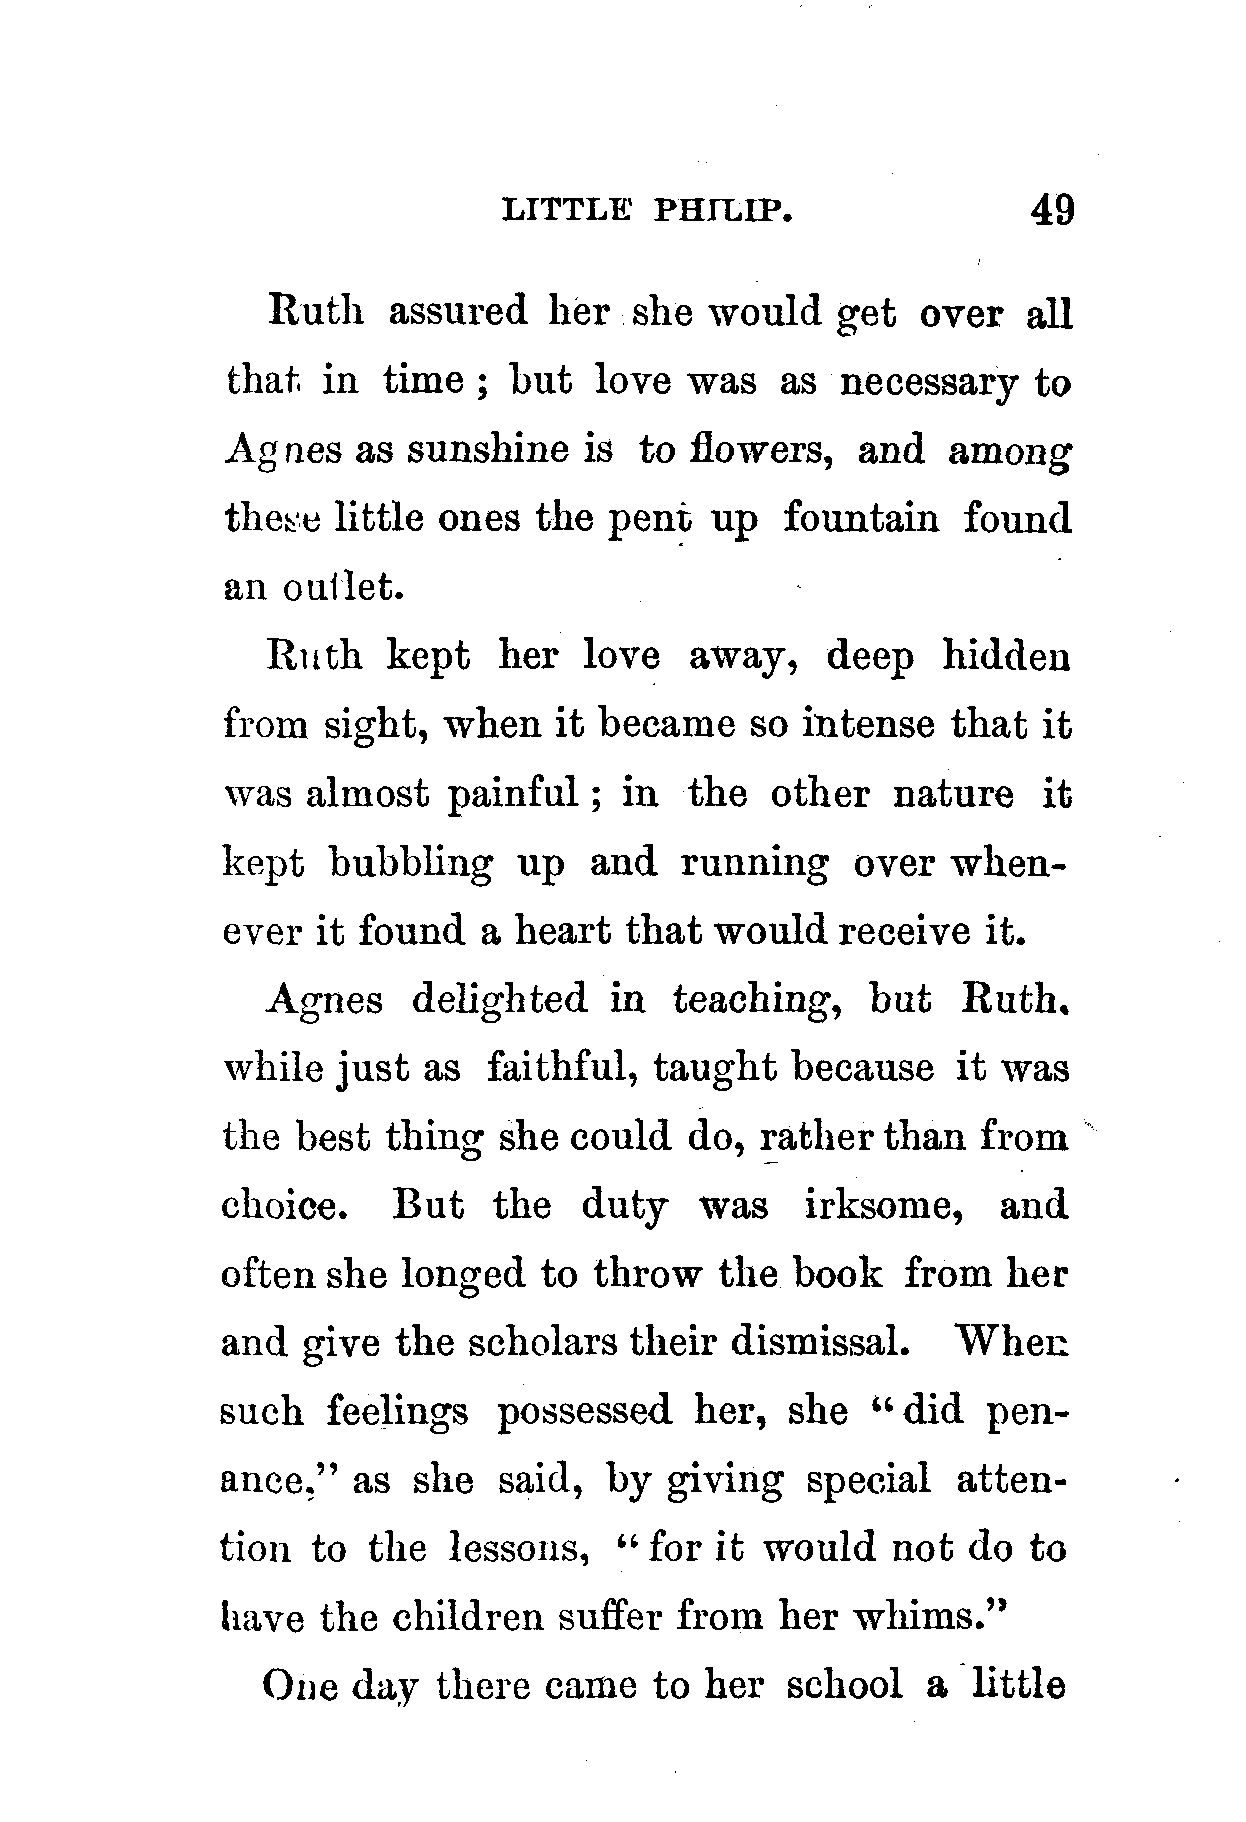 LITTLE PHILIP. 49
Ruth assured her she would get over all
that in time ; but love was as necessary to
Agnes as sunshine is to flowers, and among
these little ones the pent up fountain found
an outlet.
Ruth kept her love away, deep hidden
from sight, when it became so intense that it
was almost painful ; in the other nature it
kept bubbling up and running over when-
ever it found a heart that would receive it.
Agnes delighted in teaching, but Ruth,
while just as faithful, taught because it was
the best thing she could do, rather than from
choice. But the duty was irksome, and
often she longed to throw the book from her
and give the scholars their dismissal. When
such feelings possessed her, she “ did pen-
ance,” as she said, by giving special atten-
tion to the lessons, “ for it would not do to
have the children suffer from her whims.”
One day there came to her school a little